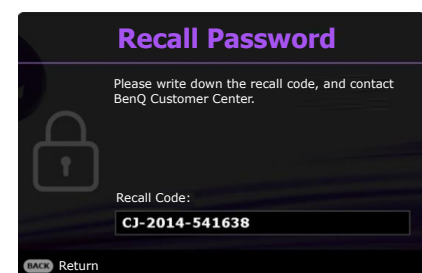 Recall Password
Please write down the recall code, and contact
BenQ Customer Center.
Recall Code:
CJ-2014-541638
BACK Return